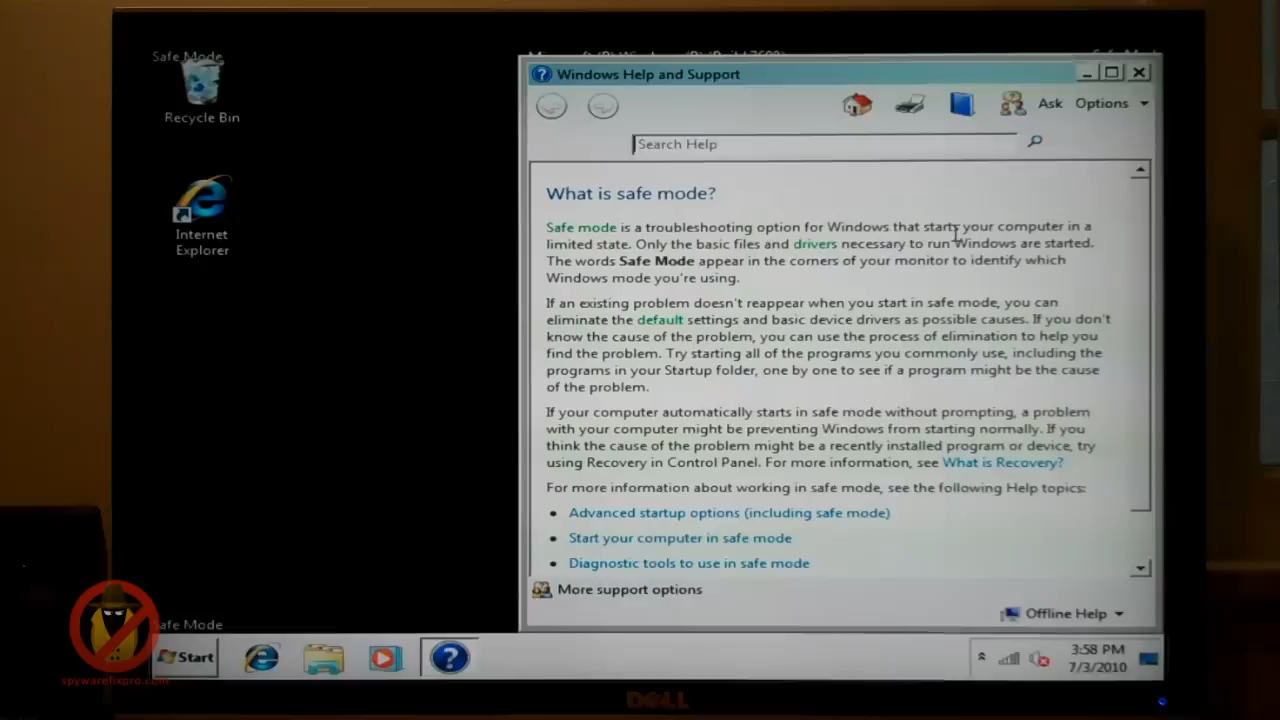 Safe Mode
Recycle Bin
Internet
Explorer
Safe Mode
Windows Help and Support
Ask Options
Search Help
What is safe mode?
Safe mode is a troubleshooting option for Windows that starts your computer in a
limited state. Only the basic files and drivers necessary to run Windows are started.
The words Safe Mode appear in the corners of your monitor to identify which
Windows mode you're using.
If an existing problem doesn't reappear when you start in safe mode, you can
eliminate the default settings and basic device drivers as possible causes. If you don't
know the cause of the problem, you can use the process of elimination to help you
find the problem. Try starting all of the programs you commonly use, including the
programs in your Startup folder, one by one to see if a program might be the cause
of the problem.
If your computer automatically starts in safe mode without prompting, a problem
with your computer might be preventing Windows from starting normally. If you
think the cause of the problem might be a recently installed program or device, try
using Recovery in Control Panel. For more information, see What is Recovery?
For more information about working in safe mode, see the following Help topics:
Advanced startup options (including safe mode)
Start your computer in safe mode
Diagnostic tools to use in safe mode
More support options
Offline Help
afe Mode
Start
3:58 PM
7/3/2010
spywarefixpro.com
DELL